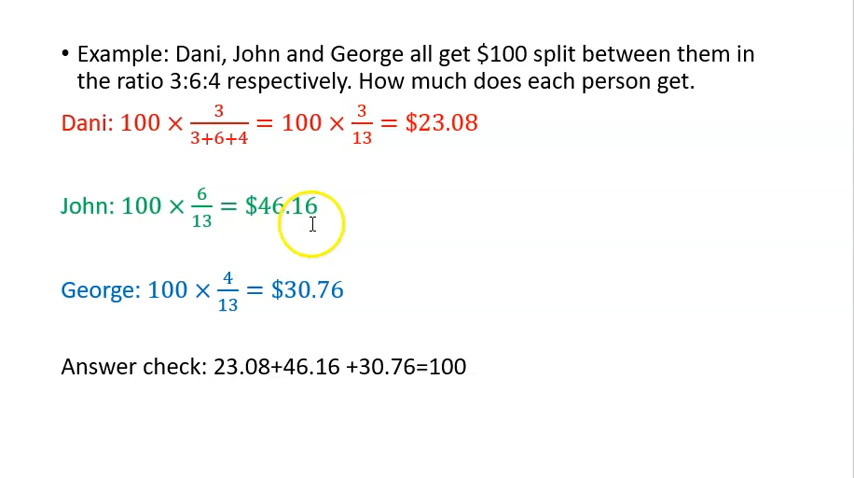 • Example: Dani, John and George all get $100 split between them in
the ratio 3:6:4 respectively. How much does each person get.
Dani: 100 × 3/(3+6+4) = 100 × 3/13 = $23.08
John: 100 × 6/13 = $46.16
George: 100 × 4/13 = $30.76
Answer check: 23.08+46.16 +30.76=100